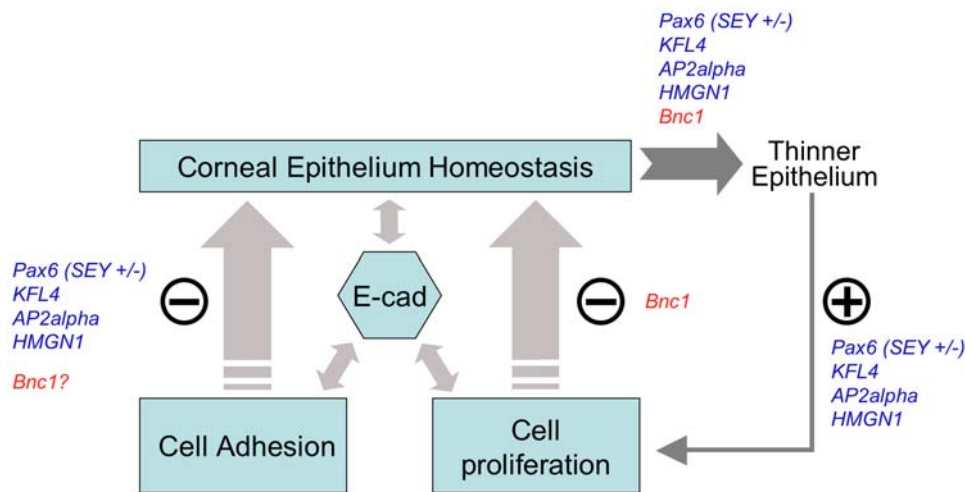 Pax6 (SEY +/-)
KFL4
AP2alpha
HMGN1
Bnc1
Corneal Epithelium Homeostasis
Thinner
Epithelium
Pax6 (SEY +/-)
KFL4
AP2alpha
HMGN1
Bnc1?
E-cad
Bnc1
Pax6 (SEY +/-)
KFL4
AP2alpha
HMGN1
Cell Adhesion
Cell
proliferation